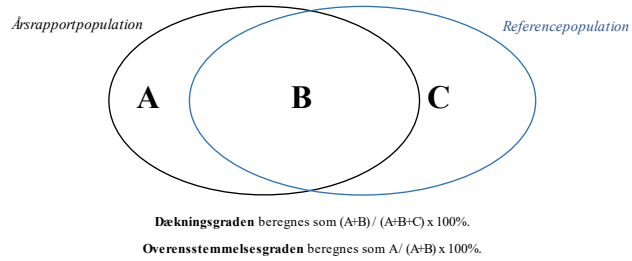 Årsrapportpopulation
Referencepopulation
A B C
Dækningsgraden beregnes som (A+B) / (A+B+C) x 100%.
Overensstemmelsesgraden beregnes som A/ (A+B) x 100%.